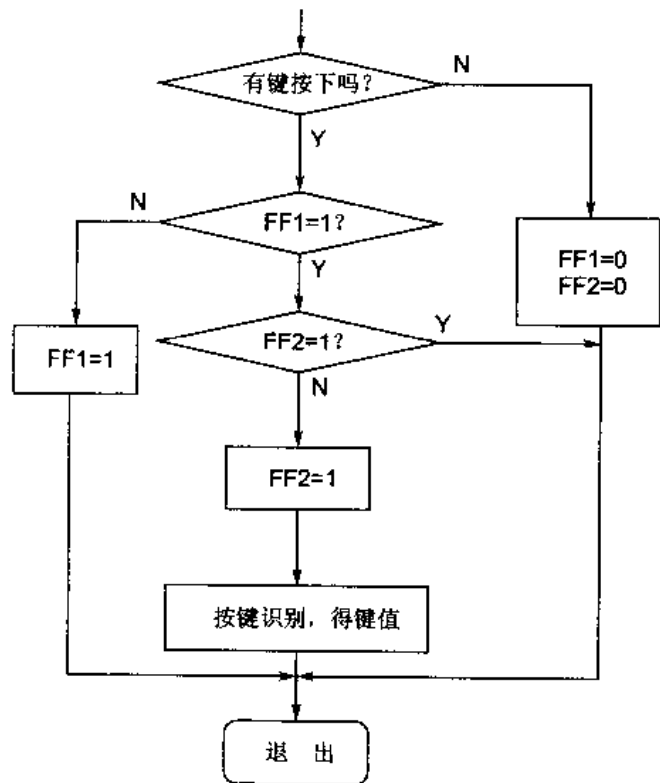 有键按下吗?
N
Y
N
FF1=1?
Y
FF1=0
FF2=0
FF1=1
FF2=1?
Y
N
FF2=1
按键识别，得键值
退 出